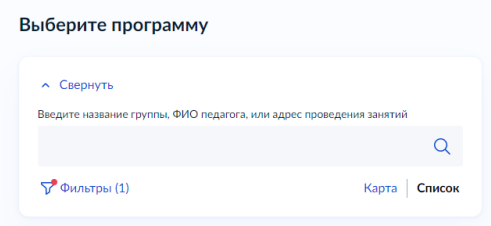 Выберите программу
Свернуть
Введите название группы, ФИО педагога, или адрес проведения занятий
Фильтры (1)
Карта
Список